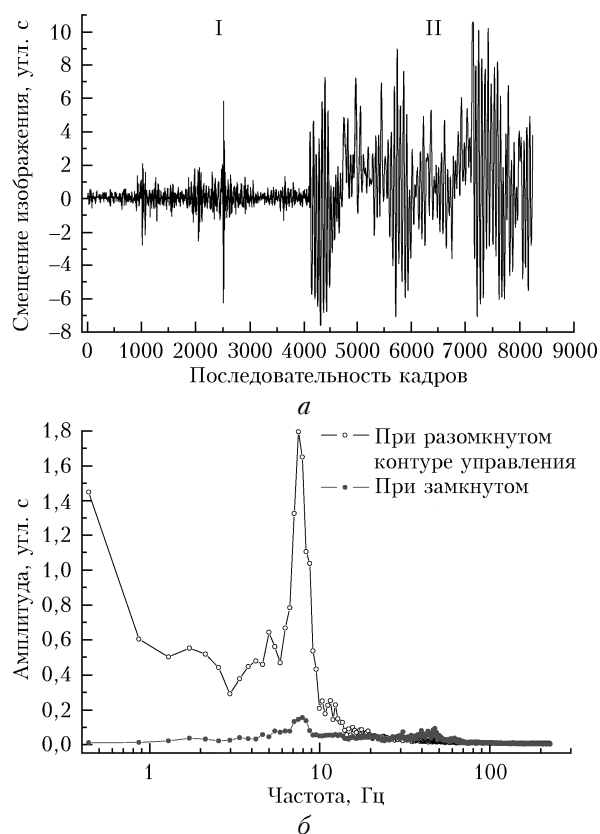 I
II
10
8
6
4
2
0
−2
−4
−6
−8
Смещение изображения, угл. с
0 1000 2000 3000 4000 5000 6000 7000 8000 9000
Последовательность кадров
а
1,8
1,6
1,4
1,2
1,0
0,8
0,6
0,4
0,2
0,0
Амплитуда, угл. с
При разомкнутом
контуре управления
При замкнутом
1 10 100
Частота, Гц
б